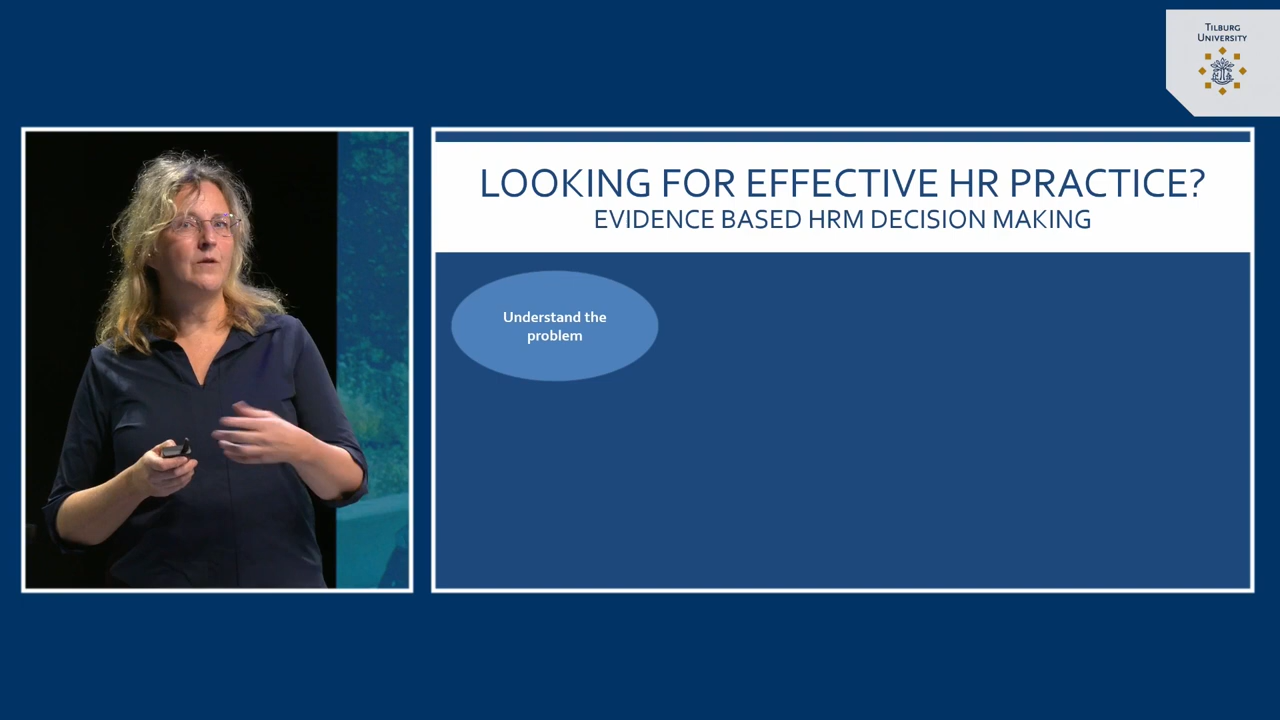 TILBURG
UNIVERSITY
LOOKING FOR EFFECTIVE HR PRACTICE?
EVIDENCE BASED HRM DECISION MAKING
Understand the
problem